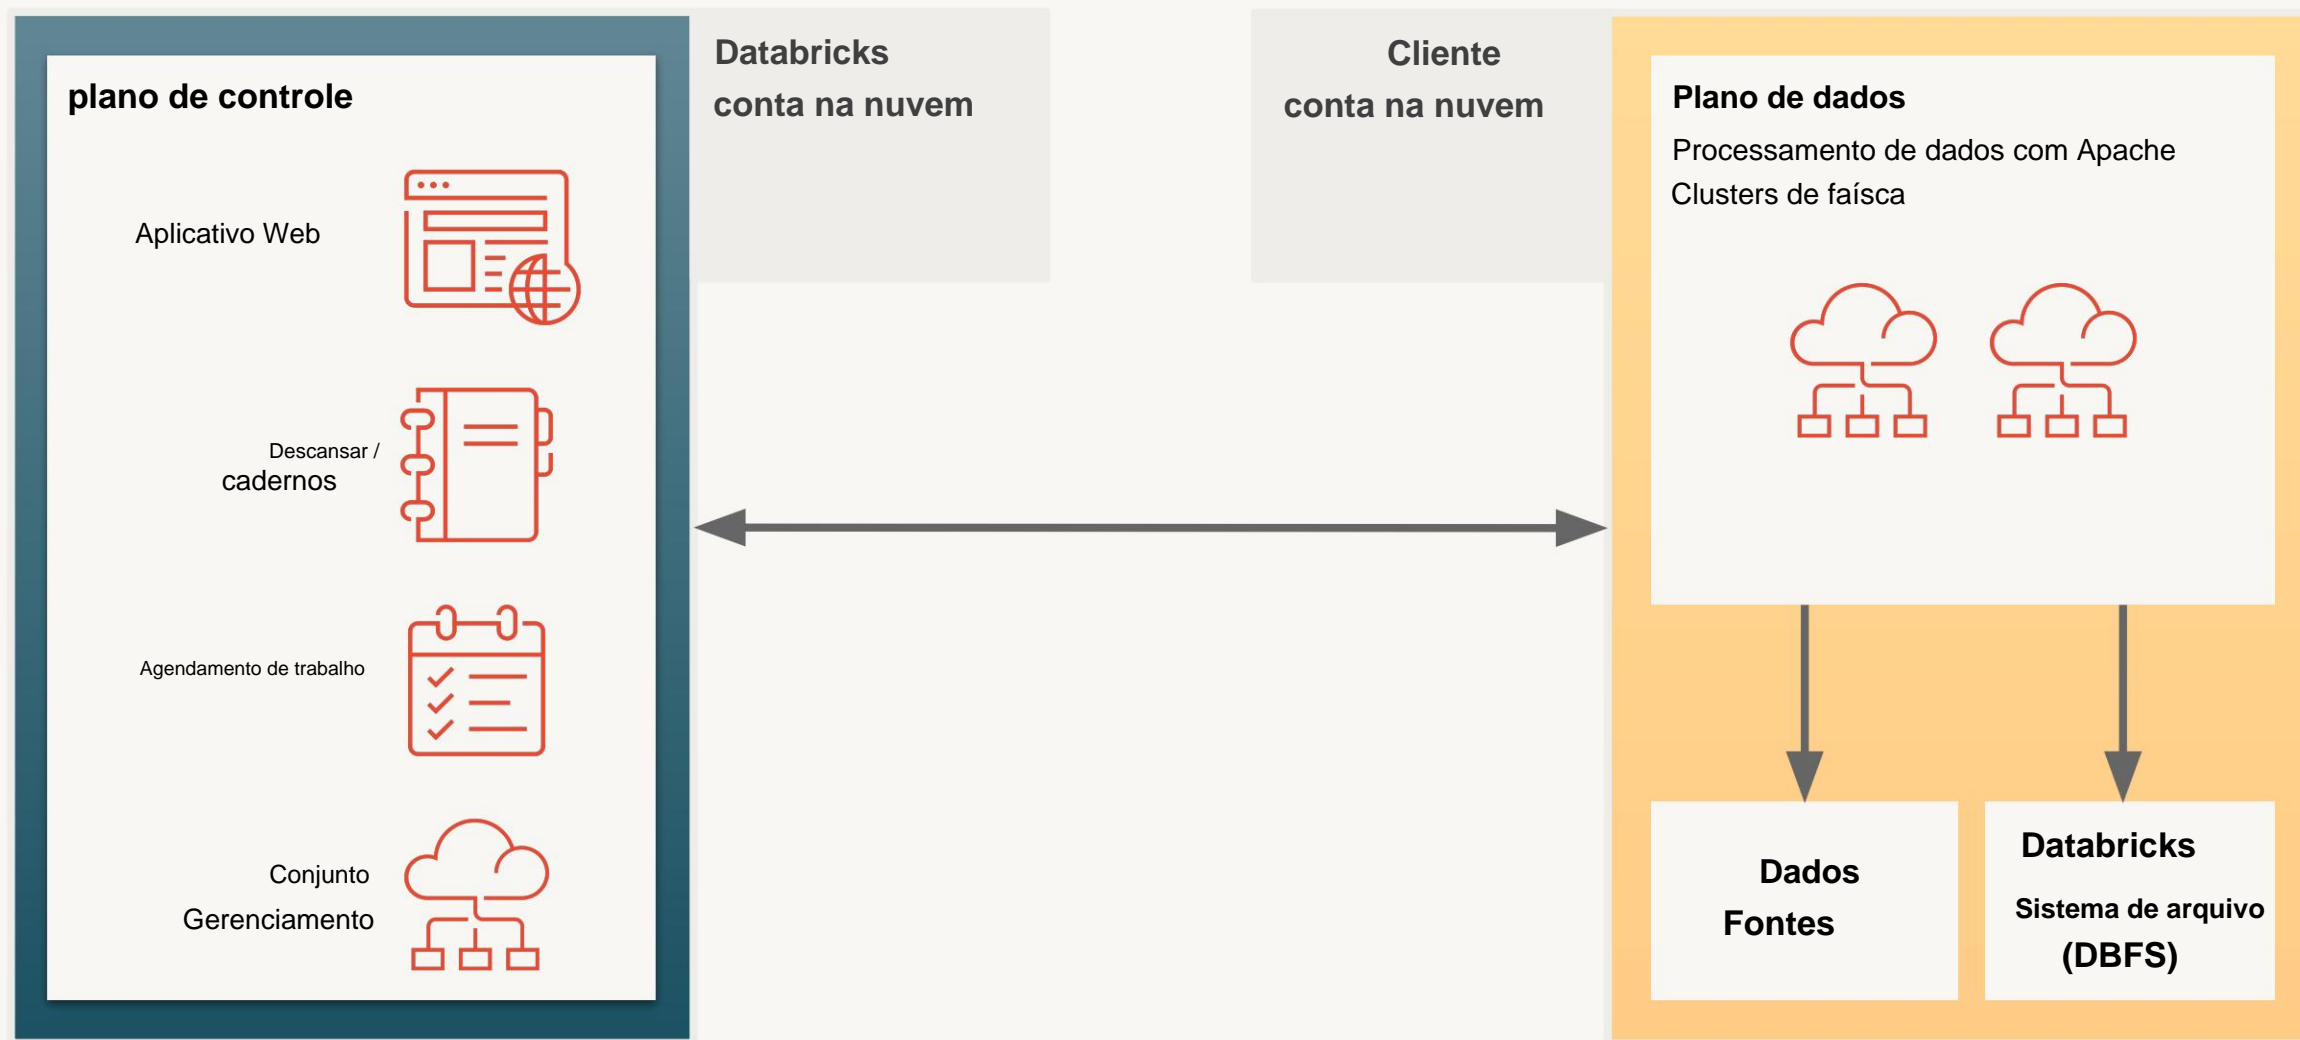 plano de controle
Aplicativo Web
Descansar /
cadernos
Agendamento de trabalho
Conjunto
Gerenciamento
Databricks
conta na nuvem
Cliente
conta na nuvem
Plano de dados
Processamento de dados com Apache
Clusters de faísca
Dados
Fontes
Databricks
Sistema de arquivo
(DBFS)